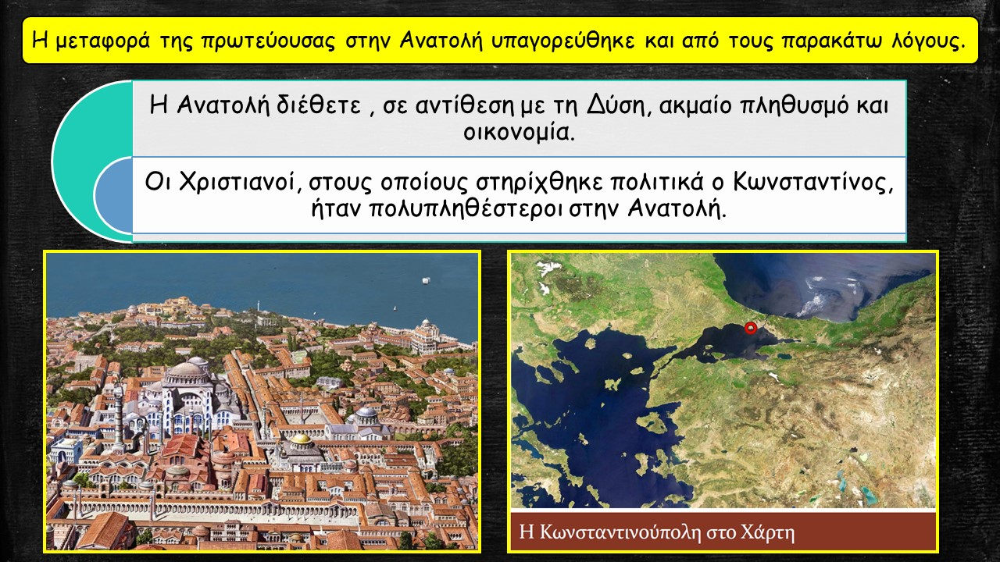 Η μεταφορά της πρωτεύουσας στην Ανατολή υπαγορεύθηκε και από τους παρακάτω λόγους.
Η Ανατολή διέθετε , σε αντίθεση με τη Δύση, ακμαίο πληθυσμό και
οικονομία.
Οι Χριστιανοί, στους οποίους στηρίχθηκε πολιτικά ο Κωνσταντίνος,
ήταν πολυπληθέστεροι στην Ανατολή.
Η Κωνσταντινούπολη στο Χάρτη